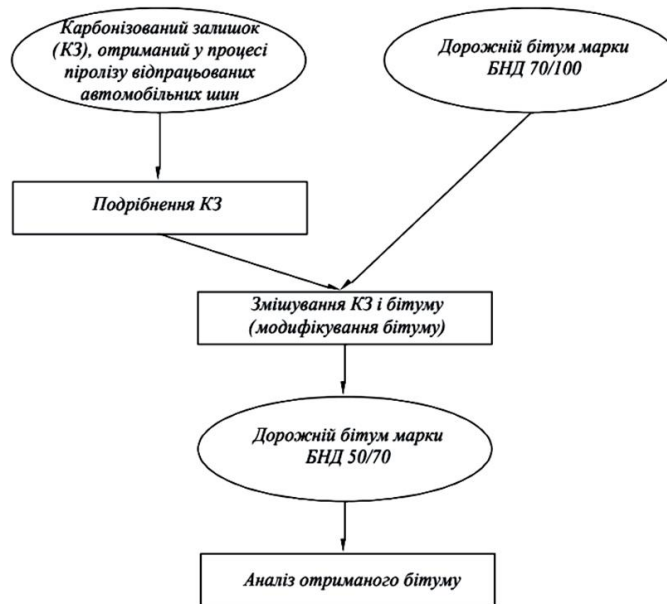 Карбонізований залишок
(КЗ), отриманий у процесі
піролізу відпрацьованих
автомобільних шин
Дорожній бітум марки
БНД 70/100
Подрібнення КЗ
Змішування КЗ і бітуму
(модифікування бітуму)
Дорожній бітум марки
БНД 50/70
Аналіз отриманого бітуму